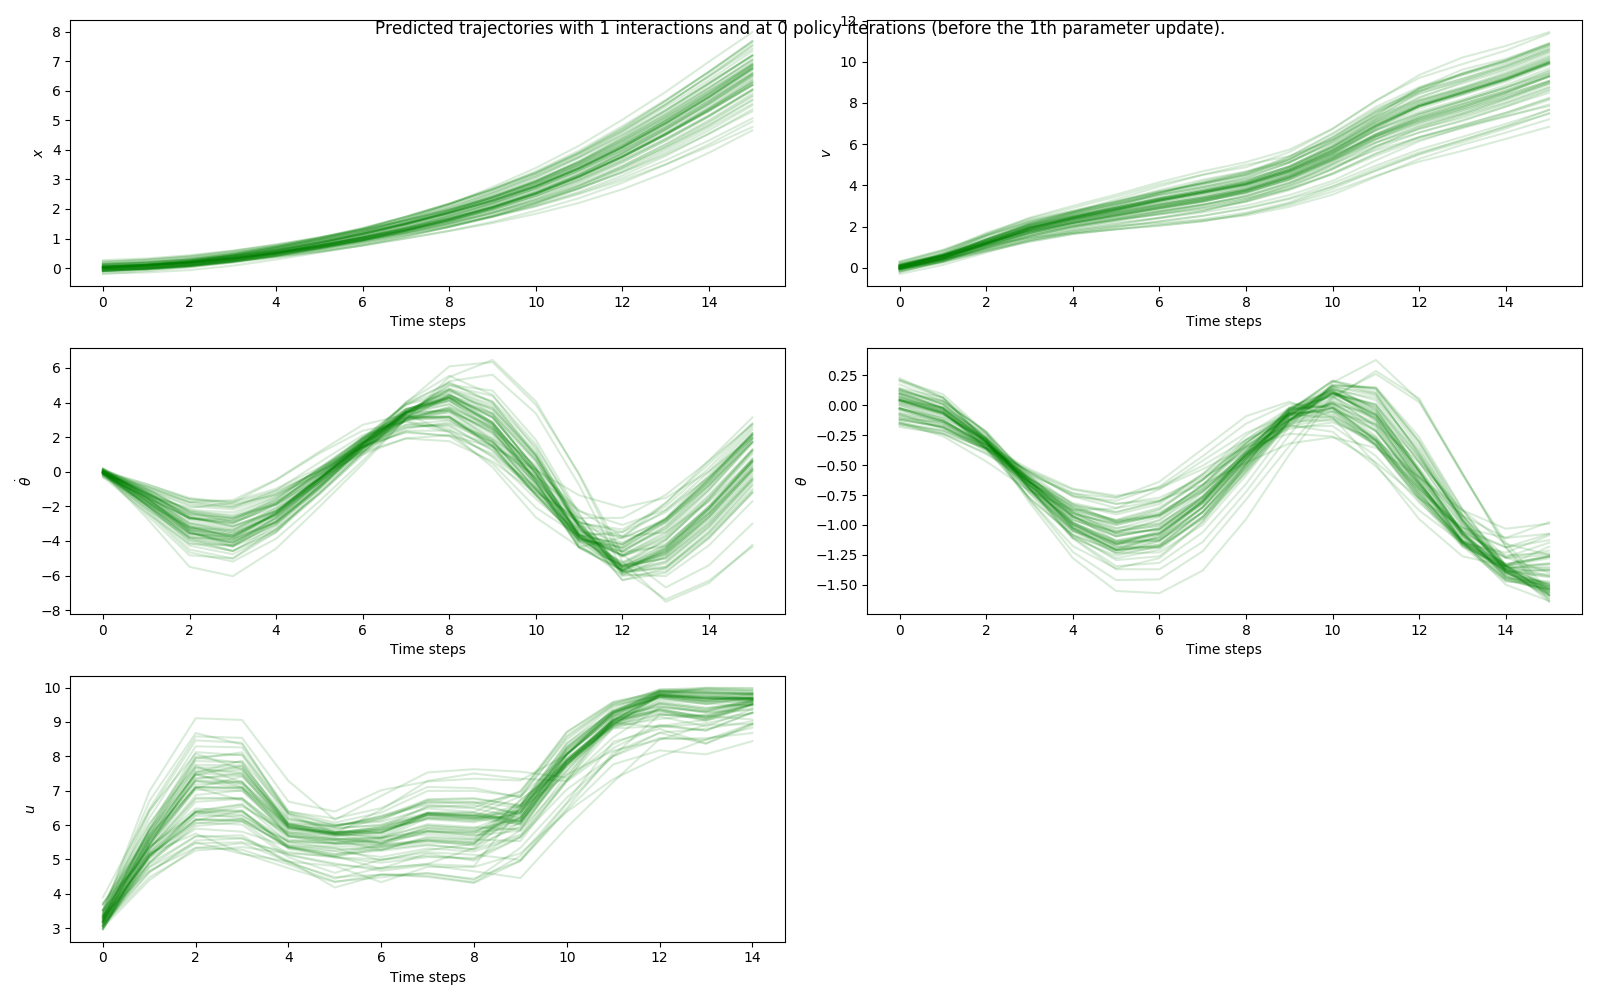 Predicted trajectories with 1 interactions and at 0 policy iterations (before the 1th parameter update).
8
7
6
5
4
3
2
1
0
x
0 2 4 6 8 10 12 14
Time steps
12
10
8
6
4
2
0
v
0 2 4 6 8 10 12 14
Time steps
6
4
2
0
−2
−4
−6
−8
θ̇
0 2 4 6 8 10 12 14
Time steps
0.25
0.00
−0.25
−0.50
−0.75
−1.00
−1.25
−1.50
θ
0 2 4 6 8 10 12 14
Time steps
10
9
8
7
6
5
4
3
u
0 2 4 6 8 10 12 14
Time steps